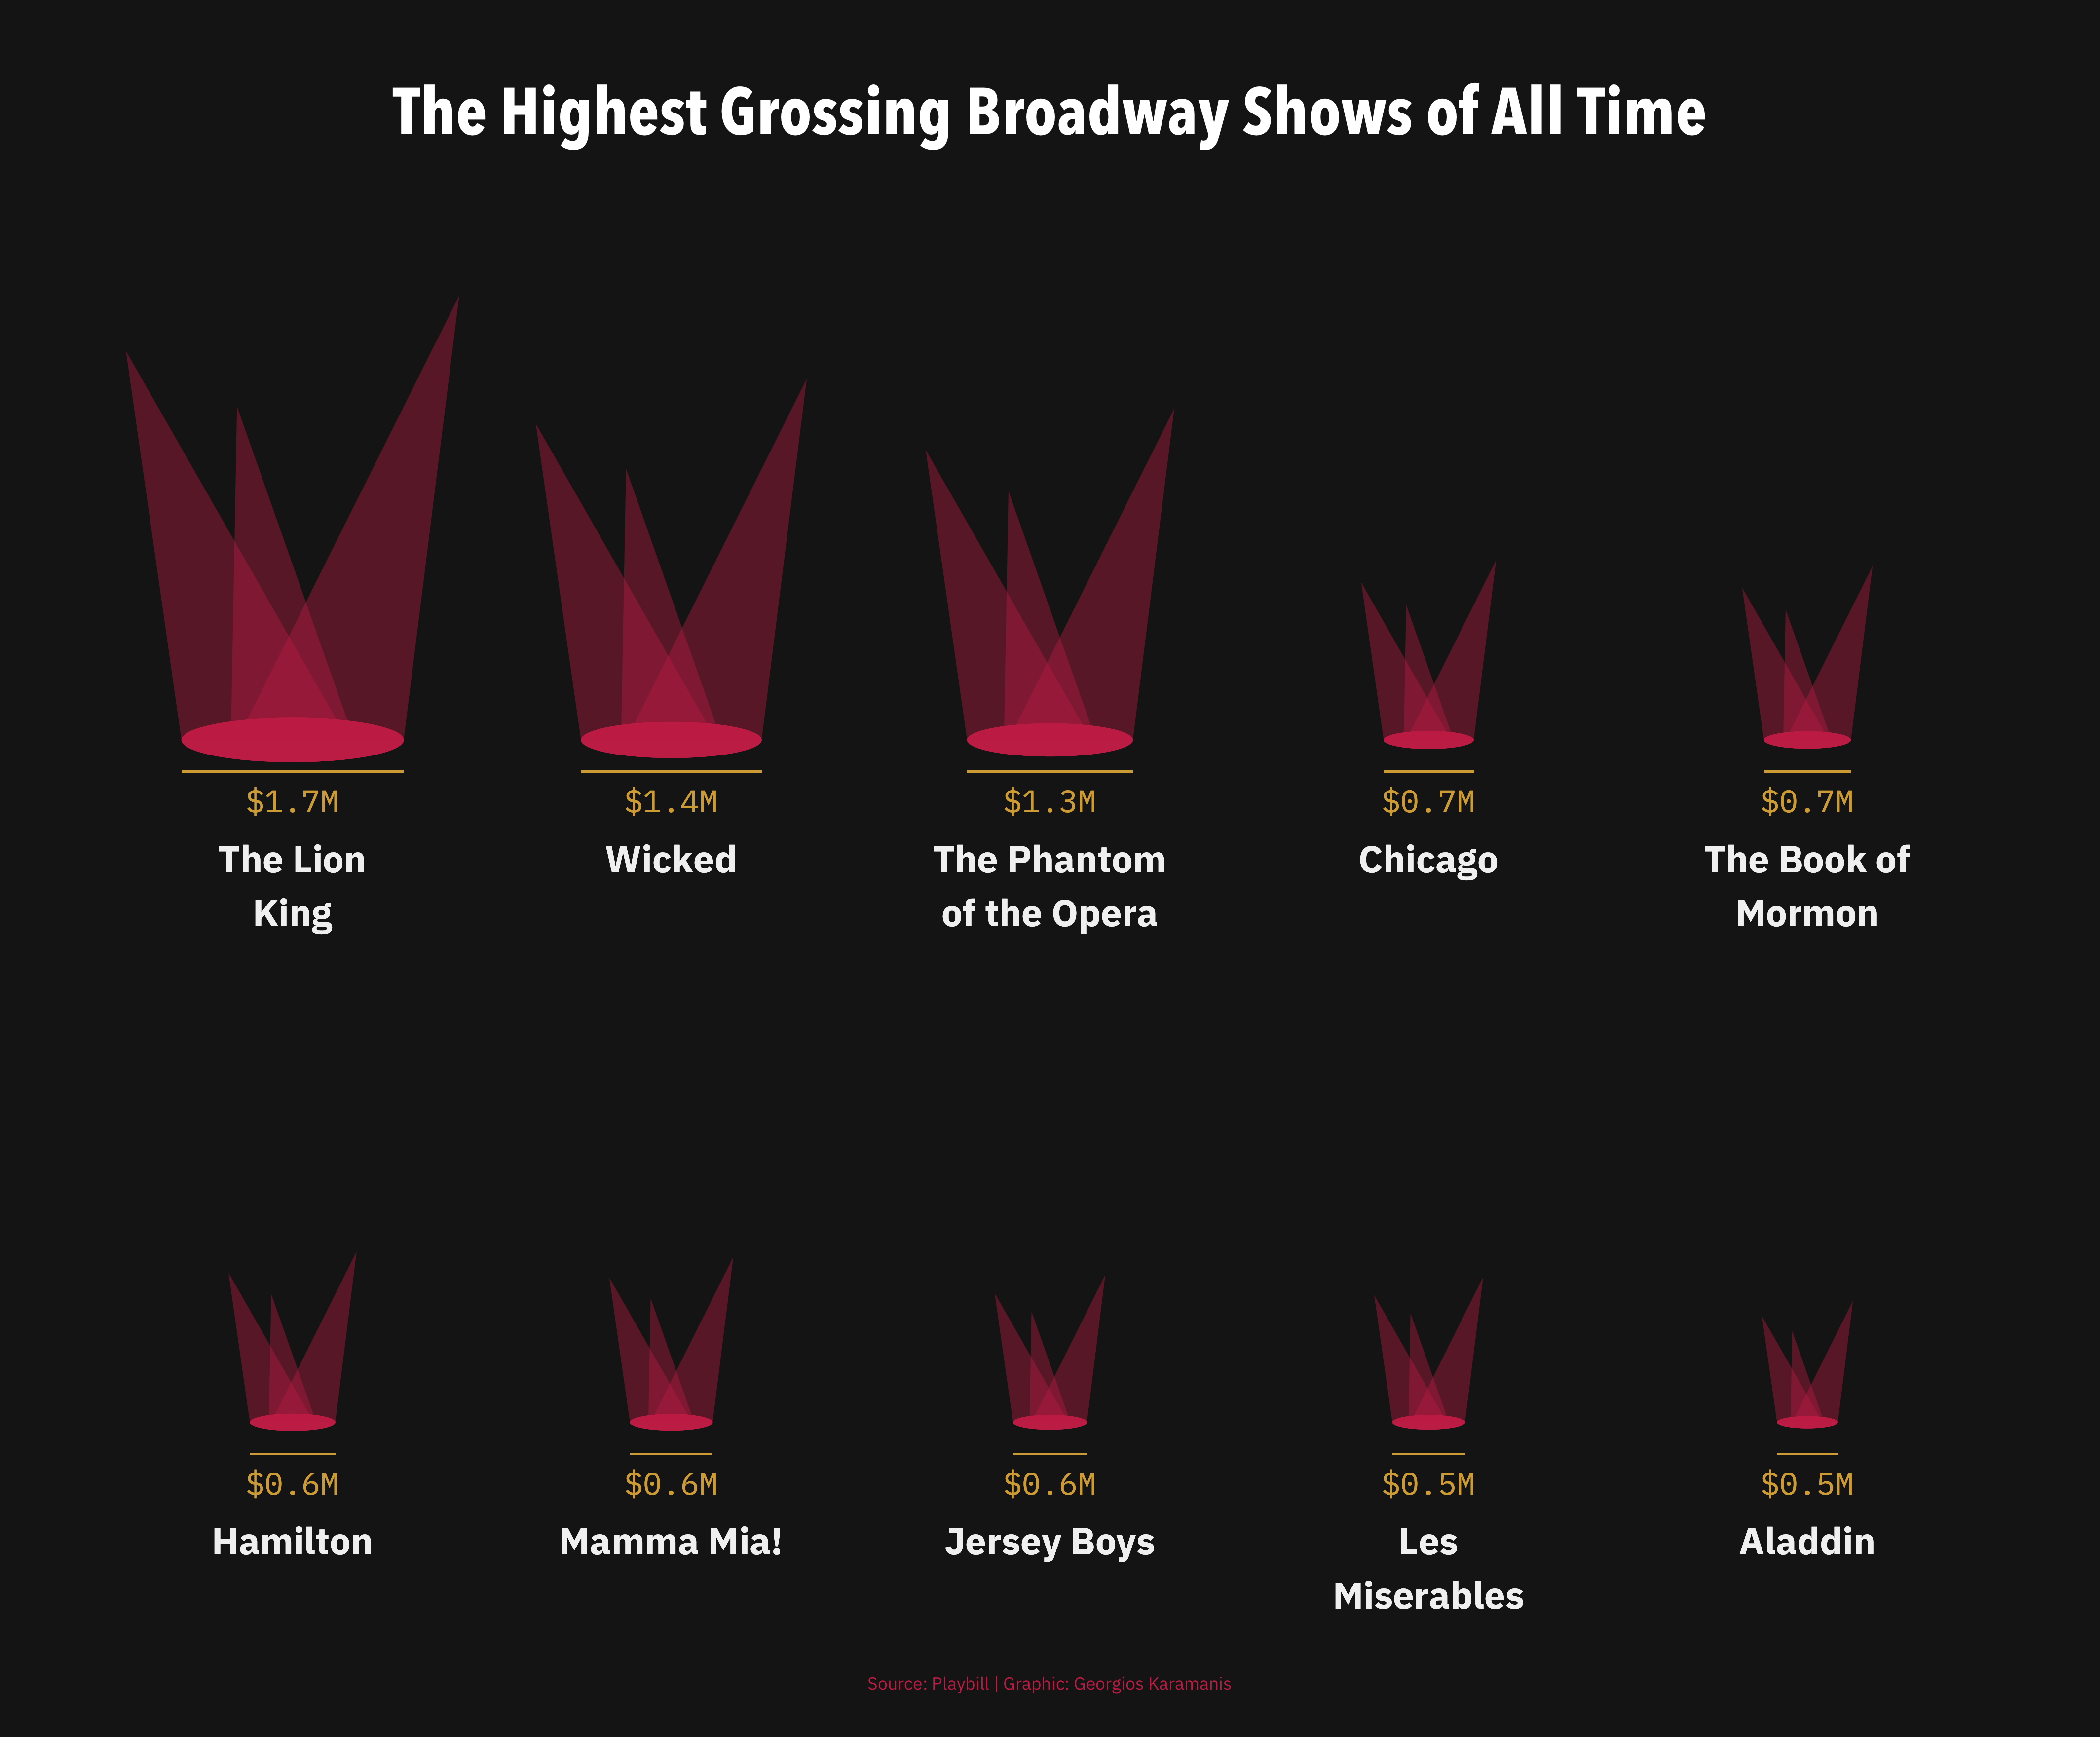 The Highest Grossing Broadway Shows of All Time
$1.7M
The Lion
King
$1.4M
Wicked
$1.3M
The Phantom
of the Opera
$0.7M
Chicago
$0.7M
The Book of
Mormon
$0.6M
Hamilton
$0.6M
Mamma Mia!
$0.6M
Jersey Boys
$0.5M
Les
Miserables
$0.5M
Aladdin
Source: Playbill | Graphic: Georgios Karamanis